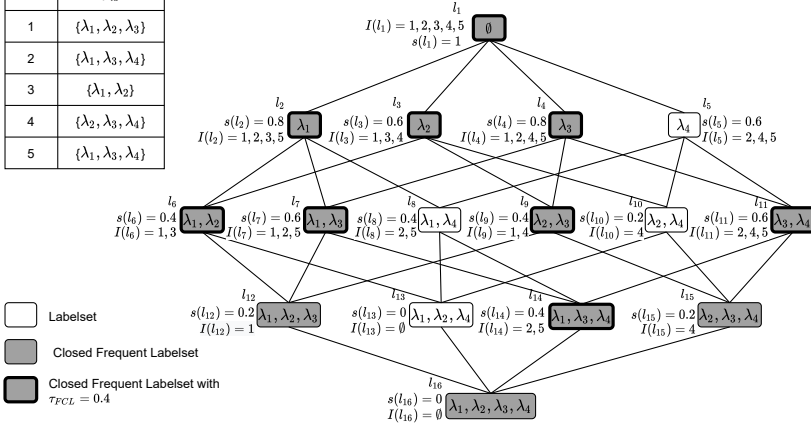 1 {λ1, λ2, λ3}
2 {λ1, λ3, λ4}
3 {λ1, λ2}
4 {λ2, λ3, λ4}
5 {λ1, λ3, λ4}
l1
I(l1) = 1, 2, 3, 4, 5
s(l1) = 1
∅
l2
s(l2) = 0.8
I(l2) = 1, 2, 3, 5
λ1
l3
s(l3) = 0.6
I(l3) = 1, 3, 4
λ2
l4
s(l4) = 0.8
I(l4) = 1, 2, 4, 5
λ3
l5
λ4
s(l5) = 0.6
I(l5) = 2, 4, 5
l6
s(l6) = 0.4
I(l6) = 1, 3
λ1, λ2
l7
s(l7) = 0.6
I(l7) = 1, 2, 5
λ1, λ3
l8
s(l8) = 0.4
I(l8) = 2, 5
λ1, λ4
l9
s(l9) = 0.4
I(l9) = 1, 4
λ2, λ3
l10
s(l10) = 0.2
I(l10) = 4
λ2, λ4
l11
s(l11) = 0.6
I(l11) = 2, 4, 5
λ3, λ4
l12
s(l12) = 0.2
I(l12) = 1
λ1, λ2, λ3
l13
s(l13) = 0
I(l13) = ∅
λ1, λ2, λ4
l14
s(l14) = 0.4
I(l14) = 2, 5
λ1, λ3, λ4
l15
s(l15) = 0.2
I(l15) = 4
λ2, λ3, λ4
l16
s(l16) = 0
I(l16) = ∅
λ1, λ2, λ3, λ4
Labelset
Closed Frequent Labelset
Closed Frequent Labelset with
τFCL = 0.4